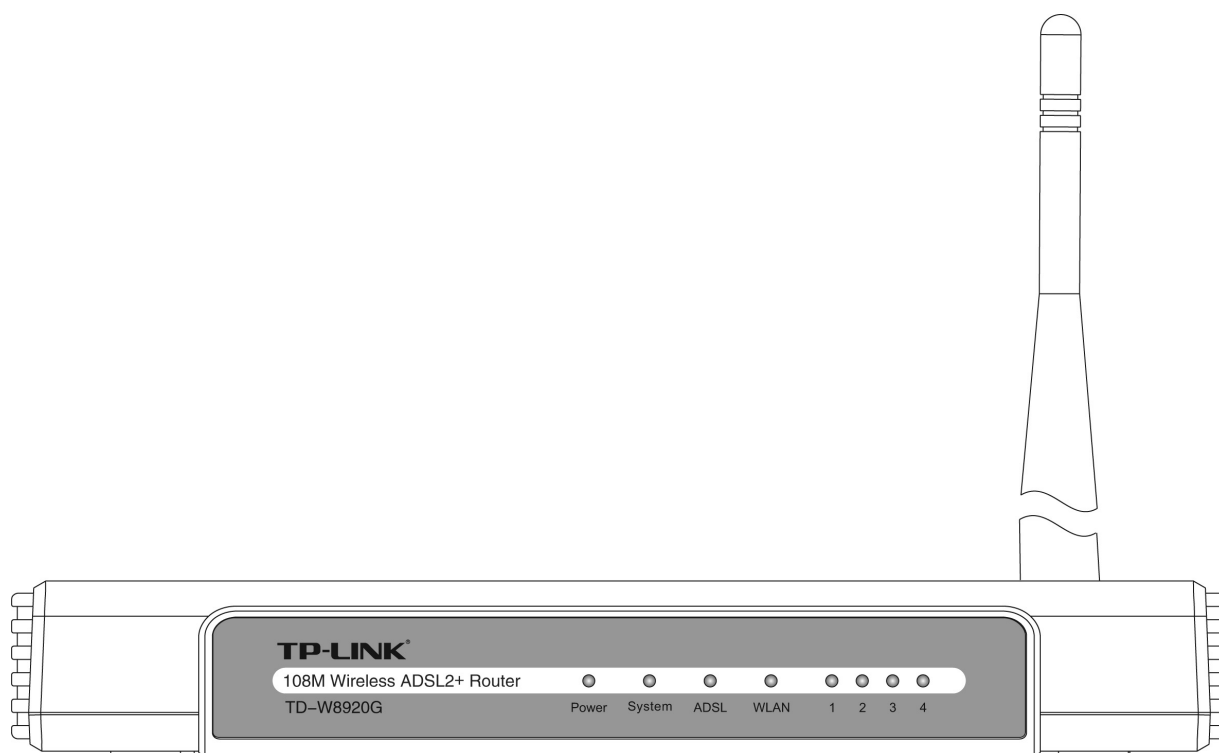 TP-LINK®
108M Wireless ADSL2+ Router
TD-W8920G
Power System ADSL WLAN 1 2 3 4